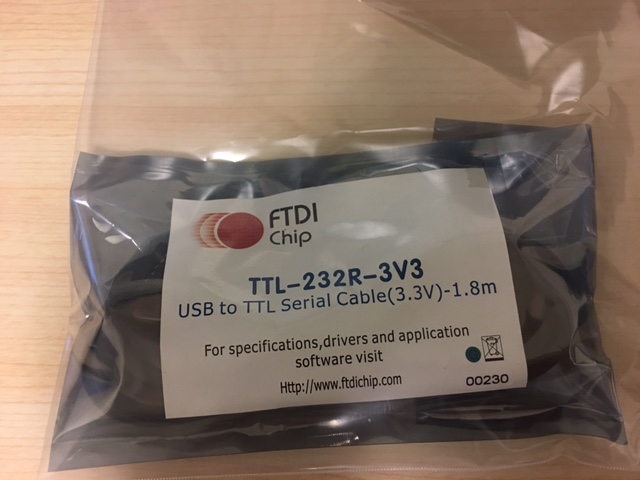 FTDI
Chip
TTL-232R-3V3
USB to TTL Serial Cable(3.3V)-1.8m
For specifications,drivers and application
software visit
Http://www.ftdichip.com
00230